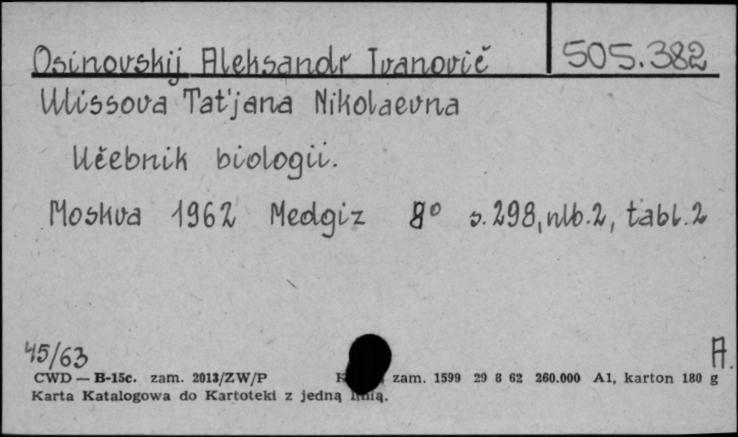 Osinovskij Aleksandr Ivanovič 505.382
Ulissova Tat'jana Nikolaevna
Učebnik biologii.
Moskva 1962 Medgiz 8° s. 298, nlb. 2, tabl. 2
45/63 A.
CWD — B-15c. zam. 2013/ZW/P zam. 1599 29 8 62 260.000 A1, karton 180 g
Karta Katalogowa do Kartoteki z jedną